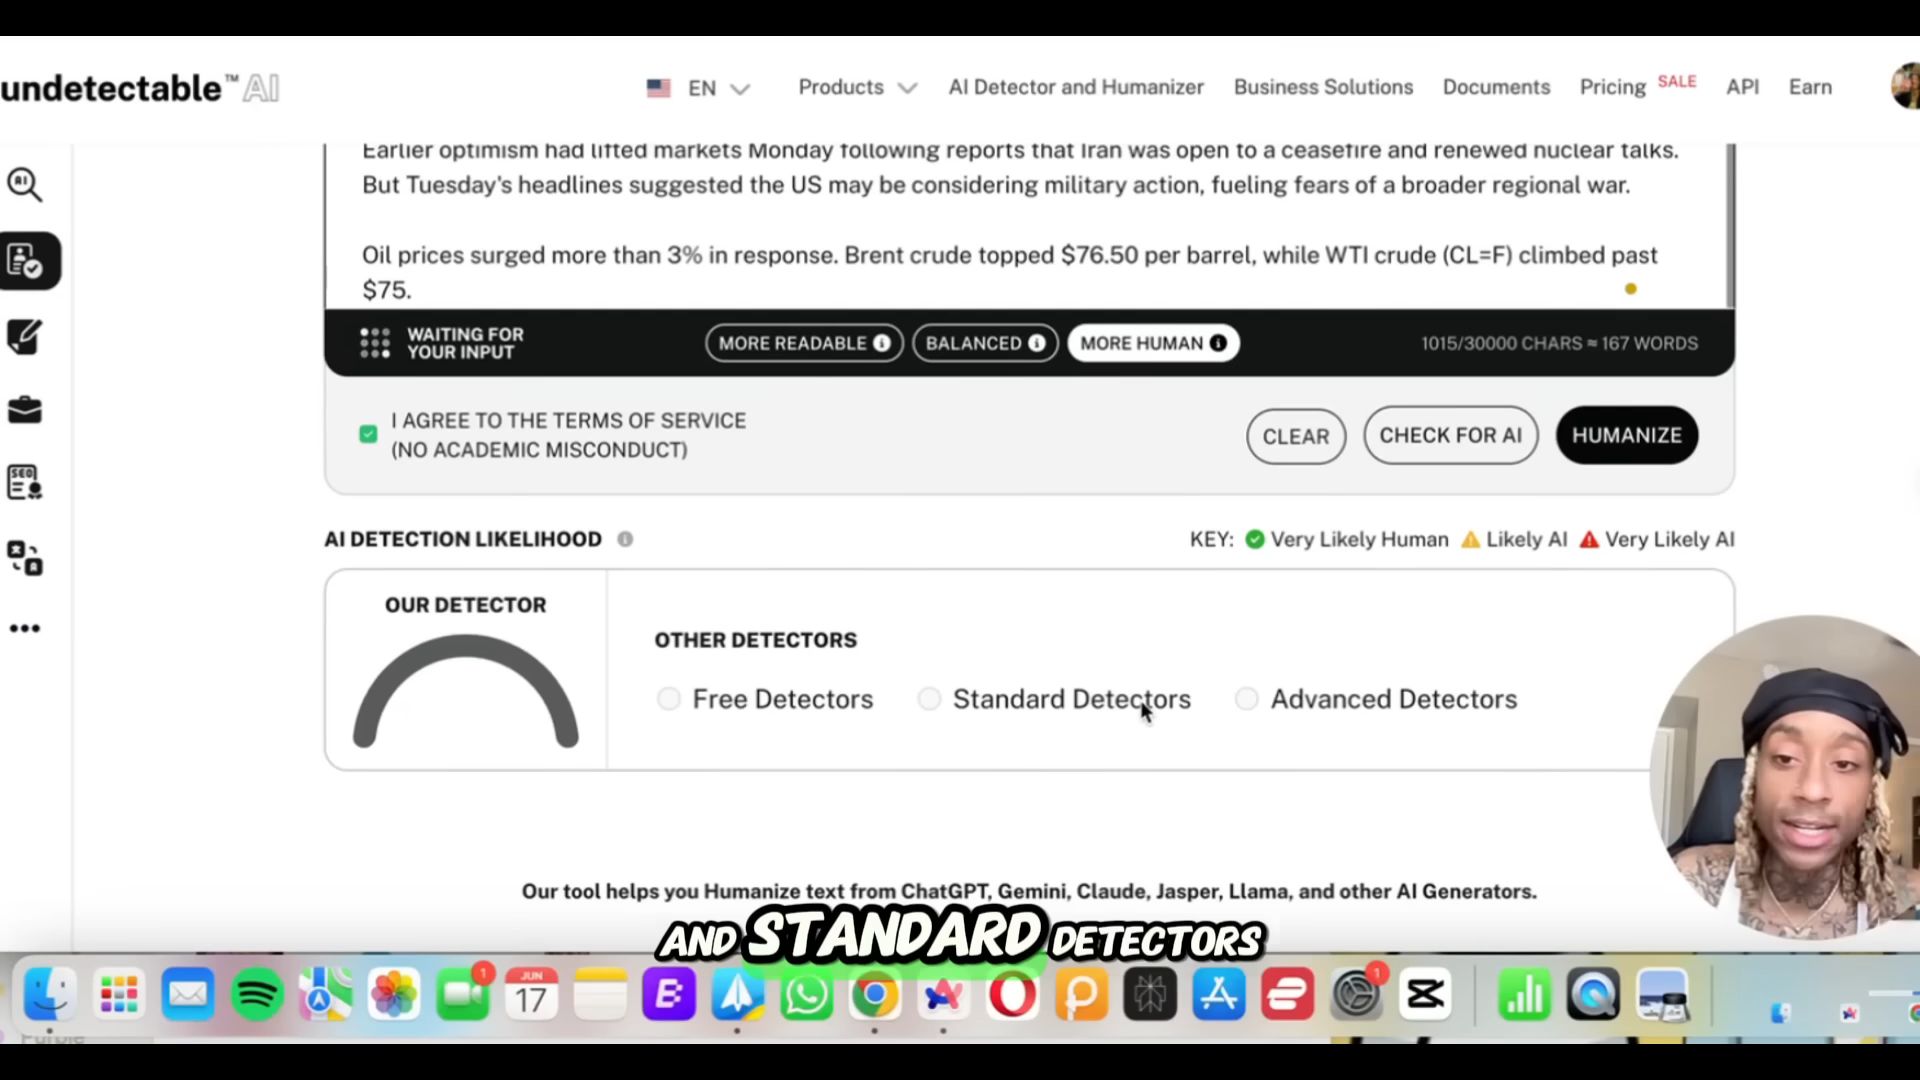 undetectable™ AI
EN
Products
AI Detector and Humanizer
Business Solutions
Documents
Pricing
SALE
API
Earn
Earlier optimism had lifted markets Monday following reports that Iran was open to a ceasefire and renewed nuclear talks.
But Tuesday's headlines suggested the US may be considering military action, fueling fears of a broader regional war.
Oil prices surged more than 3% in response. Brent crude topped $76.50 per barrel, while WTI crude (CL=F) climbed past
$75.
WAITING FOR
YOUR INPUT
MORE READABLE
BALANCED
MORE HUMAN
1015/30000 CHARS ≈ 167 WORDS
I AGREE TO THE TERMS OF SERVICE
(NO ACADEMIC MISCONDUCT)
CLEAR
CHECK FOR AI
HUMANIZE
AI DETECTION LIKELIHOOD
KEY:
Very Likely Human
Likely AI
Very Likely AI
OUR DETECTOR
OTHER DETECTORS
Free Detectors
Standard Detectors
Advanced Detectors
Our tool helps you Humanize text from ChatGPT, Gemini, Claude, Jasper, Llama, and other AI Generators.
AND STANDARD DETECTORS
AI
SEO
1
JUN
17
1
Purple